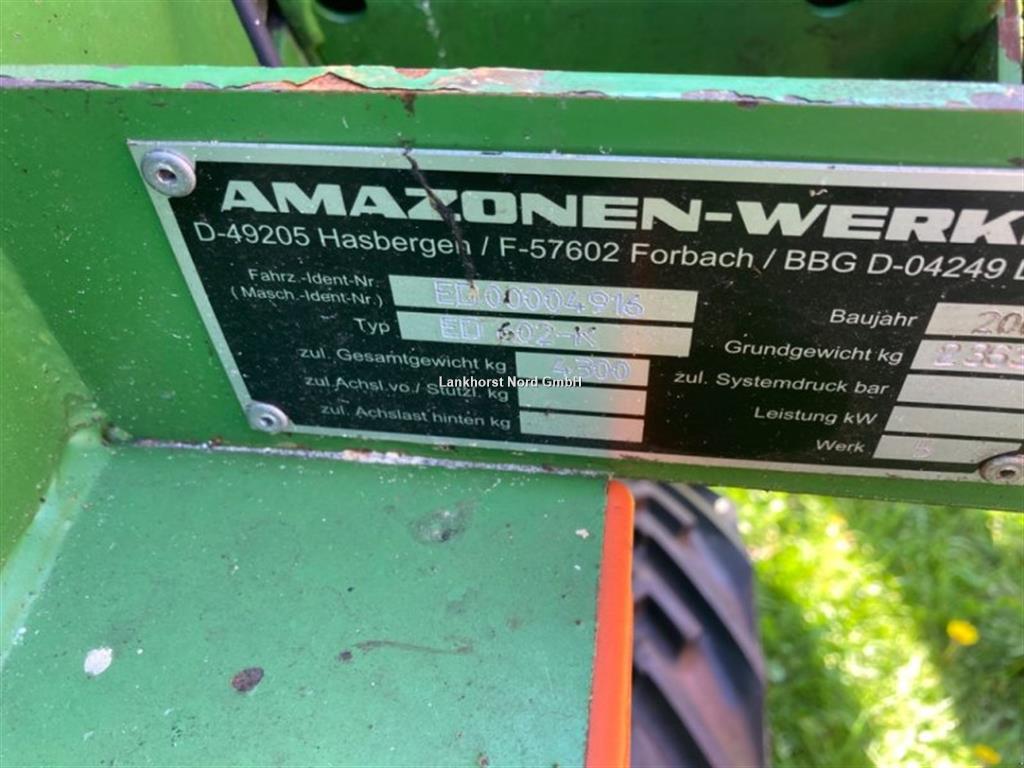 AMAZONEN-WERKE
D-49205 Hasbergen / F-57602 Forbach / BBG D-04249
Fahrz.-Ident-Nr.
(Masch.-Ident-Nr.) ED00004916
Typ ED 602-K
zul. Gesamtgewicht kg 4300
zul. Achsl.vo./ Stützl. kg
zul. Achslast hinten kg
Baujahr
Grundgewicht kg
zul. Systemdruck bar
Leistung kW
Werk 5
Lankhorst Nord GmbH